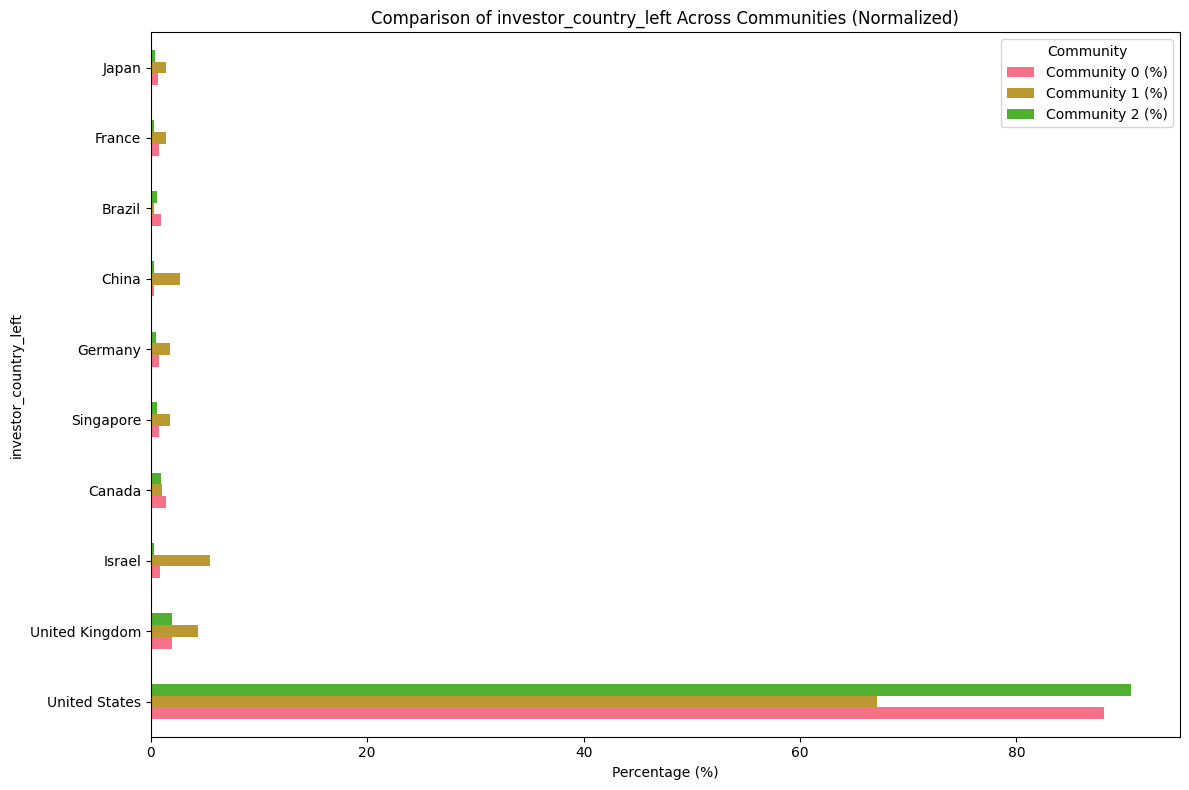 Comparison of investor_country_left Across Communities (Normalized)
Community
Community 0 (%)
Community 1 (%)
Community 2 (%)
investor_country_left
Japan
France
Brazil
China
Germany
Singapore
Canada
Israel
United Kingdom
United States
0 20 40 60 80
Percentage (%)